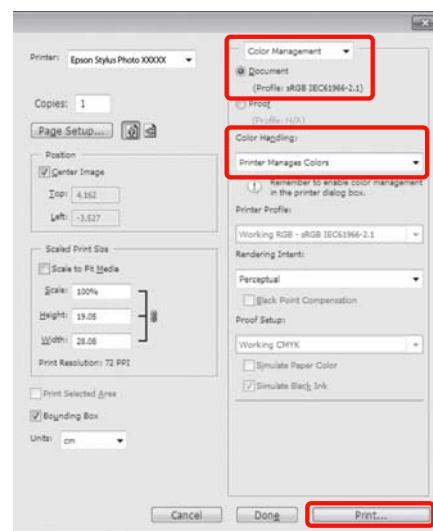 Printer: Epson Stylus Photo XXXXX
Copies: 1
Page Setup...
Position
Center Image
Top: 4.162
Left: -3.527
Scaled Print Size
Scale to Fit Media
Scale: 100%
Height: 19.05
Width: 28.08
Print Resolution: 72 PPI
Print Selected Area
Bounding Box
Units: cm
Color Management
Document
(Profile: sRGB IEC61966-2.1)
Proof
(Profile: N/A)
Color Handling:
Printer Manages Colors
Remember to enable color management
in the printer dialog box.
Printer Profile:
Working RGB - sRGB IEC61966-2.1
Rendering Intent:
Perceptual
Black Point Compensation
Proof Setup:
Working CMYK
Simulate Paper Color
Simulate Black Ink
Cancel
Done
Print...